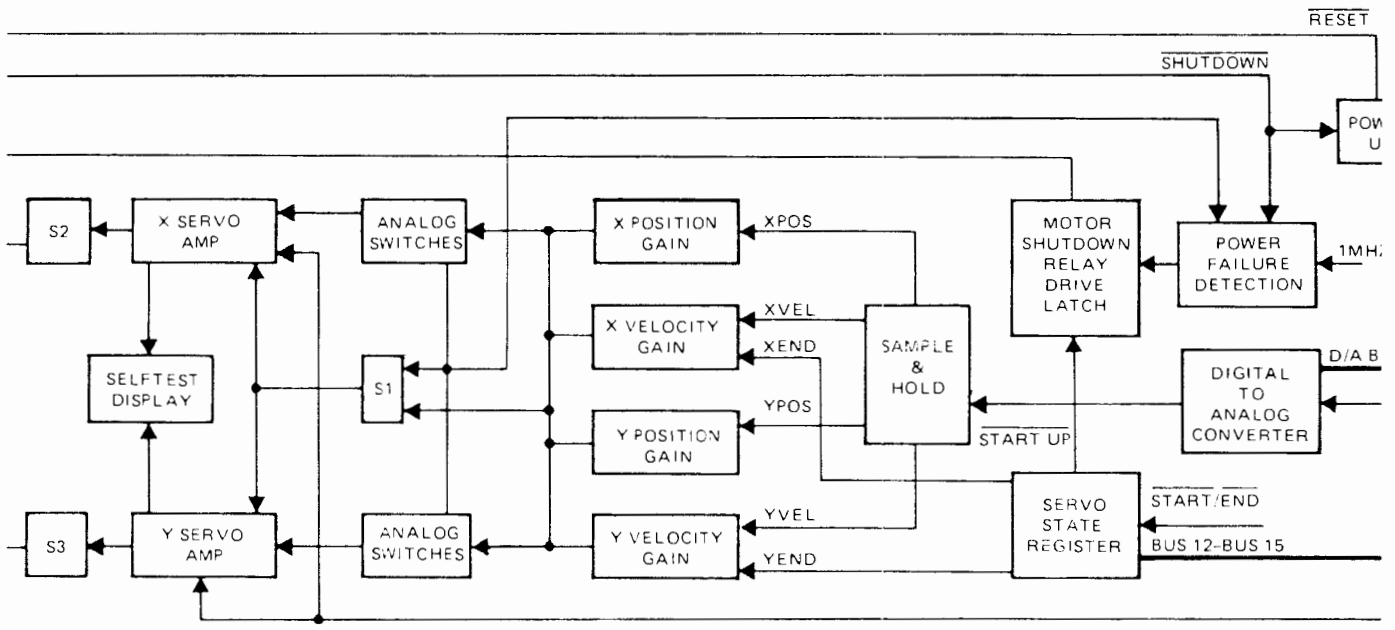 RESET
SHUTDOWN
POW
U
S2
X SERVO
AMP
ANALOG
SWITCHES
X POSITION
GAIN
XPOS
MOTOR
SHUTDOWN
RELAY
DRIVE
LATCH
POWER
FAILURE
DETECTION
1MHZ
SELFTEST
DISPLAY
S1
X VELOCITY
GAIN
XVEL
XEND
SAMPLE
&
HOLD
DIGITAL
TO
ANALOG
CONVERTER
D/A B
Y POSITION
GAIN
YPOS
START UP
S3
Y SERVO
AMP
ANALOG
SWITCHES
Y VELOCITY
GAIN
YVEL
YEND
SERVO
STATE
REGISTER
START/END
BUS 12-BUS 15